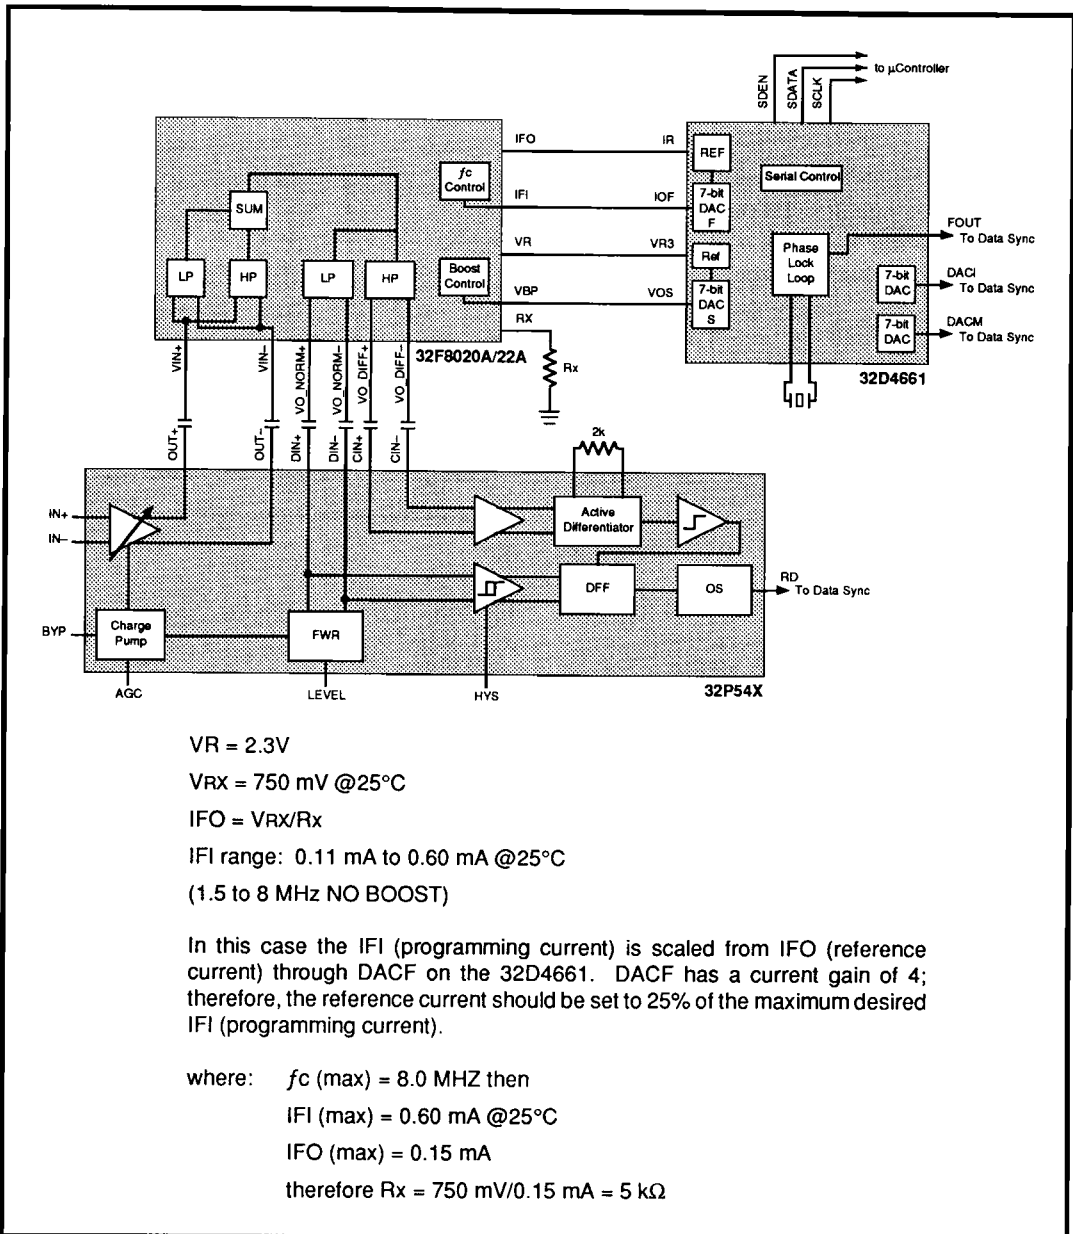 to µController
SDEN
SDATA
SCLK
IFO
IR
REF
Serial Control
fc
Control
IFI
IOF
7-bit
DAC
F
SUM
FOUT
To Data Sync
VR
VR3
Ref
Phase
Lock
Loop
LP
HP
LP
HP
Boost
Control
VBP
VOS
7-bit
DAC
S
7-bit
DAC
DACI
To Data Sync
7-bit
DAC
DACM
To Data Sync
RX
32F8020A/22A
Rx
32D4661
VIN+
VIN–
VO_NORM+
VO_NORM–
VO_DIFF+
VO_DIFF–
OUT+
OUT–
DIN+
DIN–
CIN+
CIN–
2k
IN+
IN–
Active
Differentiator
DFF
OS
RD
To Data Sync
BYP
Charge
Pump
FWR
AGC
LEVEL
HYS
32P54X
VR = 2.3V
VRX = 750 mV @25°C
IFO = VRX/Rx
IFI range: 0.11 mA to 0.60 mA @25°C
(1.5 to 8 MHz NO BOOST)
In this case the IFI (programming current) is scaled from IFO (reference
current) through DACF on the 32D4661. DACF has a current gain of 4;
therefore, the reference current should be set to 25% of the maximum desired
IFI (programming current).
where: fc (max) = 8.0 MHZ then
IFI (max) = 0.60 mA @25°C
IFO (max) = 0.15 mA
therefore Rx = 750 mV/0.15 mA = 5 kΩ